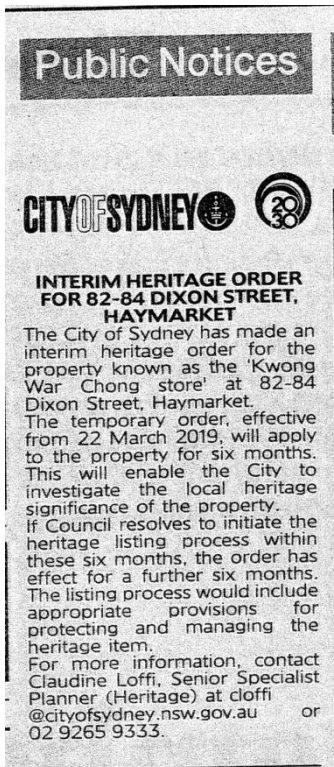 Public Notices
CITYOFSYDNEY
2030
INTERIM HERITAGE ORDER
FOR 82-84 DIXON STREET,
HAYMARKET
The City of Sydney has made an
interim heritage order for the
property known as the 'Kwong
War Chong store' at 82-84
Dixon Street, Haymarket.
The temporary order, effective
from 22 March 2019, will apply
to the property for six months.
This will enable the City to
investigate the local heritage
significance of the property.
If Council resolves to initiate the
heritage listing process within
these six months, the order has
effect for a further six months.
The listing process would include
appropriate provisions for
protecting and managing the
heritage item.
For more information, contact
Claudine Loffi, Senior Specialist
Planner (Heritage) at cloffi
@cityofsydney.nsw.gov.au or
02 9265 9333.